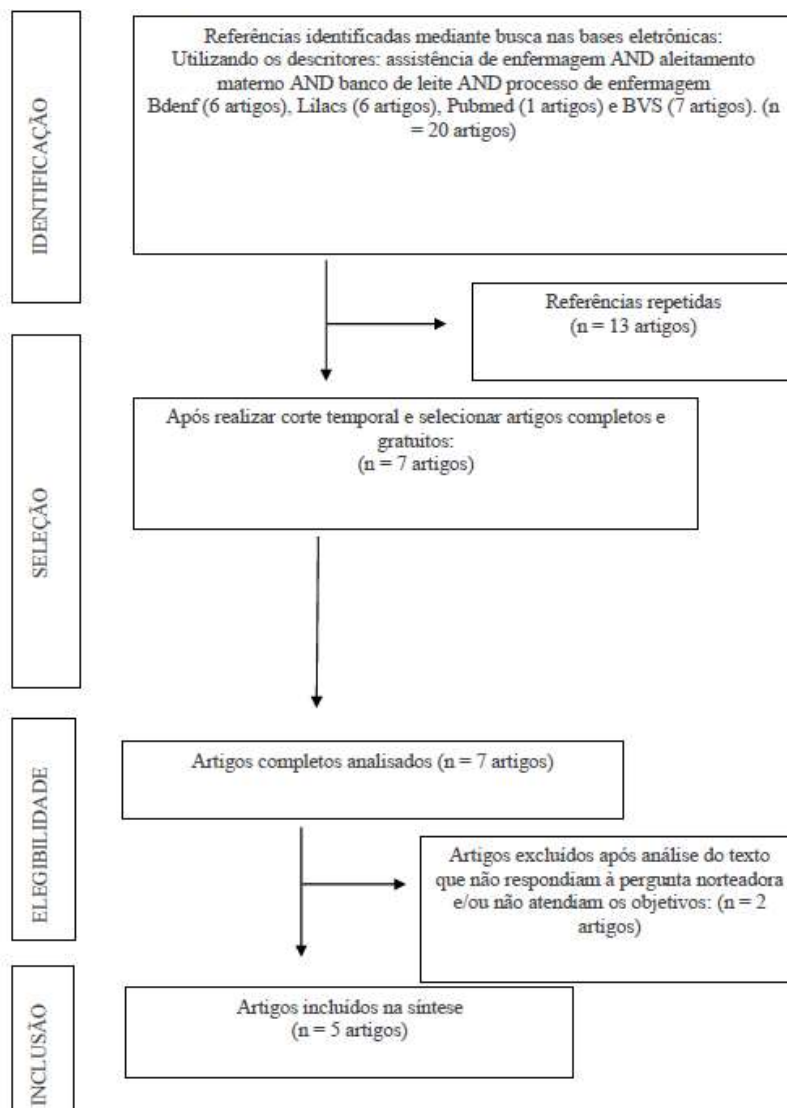 IDENTIFICAÇÃO
Referências identificadas mediante busca nas bases eletrônicas:
Utilizando os descritores: assistência de enfermagem AND aleitamento
materno AND banco de leite AND processo de enfermagem
Bdenf (6 artigos), Lilacs (6 artigos), Pubmed (1 artigos) e BVS (7 artigos). (n
= 20 artigos)
Referências repetidas
(n = 13 artigos)
SELEÇÃO
Após realizar corte temporal e selecionar artigos completos e
gratuitos:
(n = 7 artigos)
ELEGIBILIDADE
Artigos completos analisados (n = 7 artigos)
Artigos excluídos após análise do texto
que não respondiam à pergunta norteadora
e/ou não atendiam os objetivos: (n = 2
artigos)
INCLUSÃO
Artigos incluídos na síntese
(n = 5 artigos)